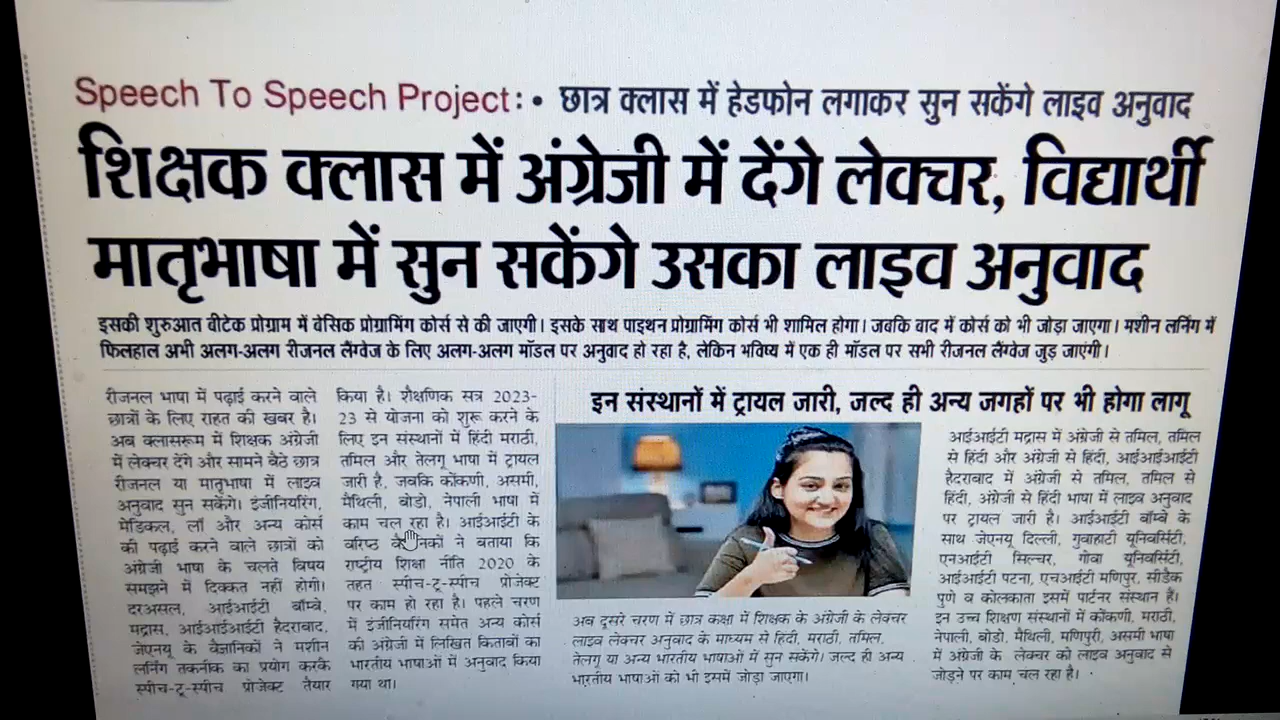 Speech To Speech Project: • छात्र क्लास में हेडफोन लगाकर सुन सकेंगे लाइव अनुवाद
शिक्षक क्लास में अंग्रेजी में देंगे लेक्चर, विद्यार्थी
मातृभाषा में सुन सकेंगे उसका लाइव अनुवाद
इसकी शुरुआत बीटेक प्रोग्राम में बेसिक प्रोग्रामिंग कोर्स से की जाएगी। इसके साथ पाइथन प्रोग्रामिंग कोर्स भी शामिल होगा। जबकि बाद में कोर्स को भी जोड़ा जाएगा। मशीन लर्निंग में
फिलहाल अभी अलग-अलग रीजनल लैंग्वेज के लिए अलग-अलग मॉडल पर अनुवाद हो रहा है, लेकिन भविष्य में एक ही मॉडल पर सभी रीजनल लैंग्वेज जुड़ जाएंगी।
रीजनल भाषा में पढ़ाई करने वाले
छात्रों के लिए राहत की खबर है।
अब क्लासरूम में शिक्षक अंग्रेजी
में लेक्चर देंगे और सामने बैठे छात्र
रीजनल या मातृभाषा में लाइव
अनुवाद सुन सकेंगे। इंजीनियरिंग,
मेडिकल, लॉ और अन्य कोर्स
की पढ़ाई करने वाले छात्रों को
अंग्रेजी भाषा के चलते विषय
समझने में दिक्कत नहीं होगी।
दरअसल, आईआईटी बॉम्बे,
मद्रास, आईआईआईटी हैदराबाद,
जेएनयू के वैज्ञानिकों ने मशीन
लर्निंग तकनीक का प्रयोग करके
स्पीच-टू-स्पीच प्रोजेक्ट तैयार
किया है। शैक्षणिक सत्र 2023-
23 से योजना को शुरू करने के
लिए इन संस्थानों में हिंदी मराठी,
तमिल और तेलगू भाषा में ट्रायल
जारी है, जबकि कोंकणी, असमी,
मैथिली, बोडो, नेपाली भाषा में
काम चल रहा है। आईआईटी के
वरिष्ठ ने बताया कि
राष्ट्रीय शिक्षा नीति 2020 के
तहत स्पीच-टू-स्पीच प्रोजेक्ट
पर काम हो रहा है। पहले चरण
में इंजीनियरिंग समेत अन्य कोर्स
की अंग्रेजी में लिखित किताबों का
भारतीय भाषाओं में अनुवाद किया
गया था।
इन संस्थानों में ट्रायल जारी, जल्द ही अन्य जगहों पर भी होगा लागू
अब दूसरे चरण में छात्र कक्षा में शिक्षक के अंग्रेजी के लेक्चर
लाइव लेक्चर अनुवाद के माध्यम से हिंदी, मराठी, तमिल,
तेलगू या अन्य भारतीय भाषाओं में सुन सकेंगे। जल्द ही अन्य
भारतीय भाषाओं को भी इसमें जोड़ा जाएगा।
आईआईटी मद्रास में अंग्रेजी से तमिल, तमिल
से हिंदी और अंग्रेजी से हिंदी, आईआईआईटी
हैदराबाद में अंग्रेजी से तमिल, तमिल से
हिंदी, अंग्रेजी से हिंदी भाषा में लाइव अनुवाद
पर ट्रायल जारी है। आईआईटी बॉम्बे के
साथ जेएनयू दिल्ली, गुवाहाटी यूनिवर्सिटी,
एनआईटी सिल्चर, गोवा यूनिवर्सिटी,
आईआईटी पटना, एचआईटी मणिपुर, सीडैक
पुणे व कोलकाता इसमें पार्टनर संस्थान हैं।
इन उच्च शिक्षण संस्थानों में कोंकणी, मराठी,
नेपाली, बोडो, मैथिली, मणिपुरी, असमी भाषा
में अंग्रेजी के लेक्चर को लाइव अनुवाद से
जोड़ने पर काम चल रहा है।